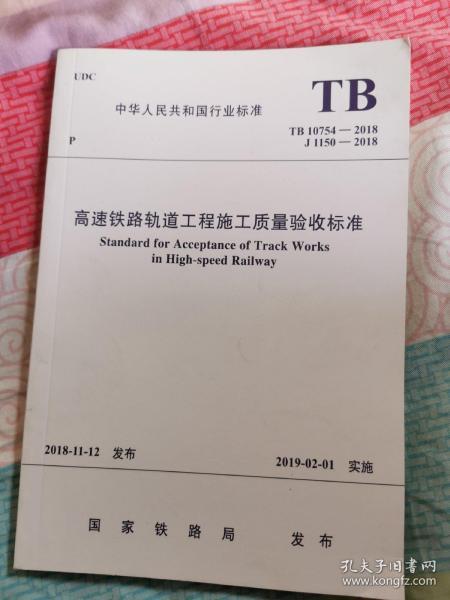 UDC
TB
中华人民共和国行业标准
TB 10754—2018
P
J 1150—2018
高速铁路轨道工程施工质量验收标准
Standard for Acceptance of Track Works
in High-speed Railway
2018-11-12 发布
2019-02-01 实施
国家铁路局 发布
孔夫子旧书网
www.kongfz.com